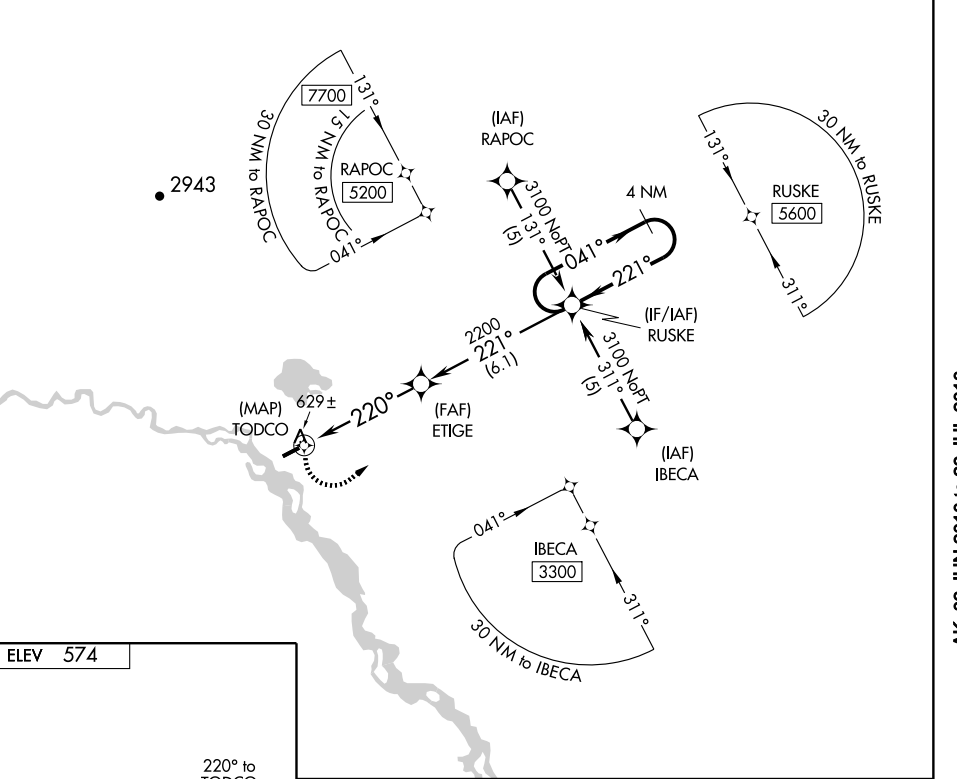 7700
131°
30 NM to RAPOC
15 NM to RAPOC
RAPOC
5200
041°
2943
(IAF)
RAPOC
3100 NoPT
131°
(5)
4 NM
041°
221°
131°
30 NM to RUSKE
RUSKE
5600
311°
(IF/IAF)
RUSKE
2200
221°
(6.1)
3100 NoPT
311°
(5)
(MAP)
TODCO
629±
220°
(FAF)
ETIGE
(IAF)
IBECA
041°
IBECA
3300
311°
30 NM to IBECA
ELEV 574
220° to
TODCO